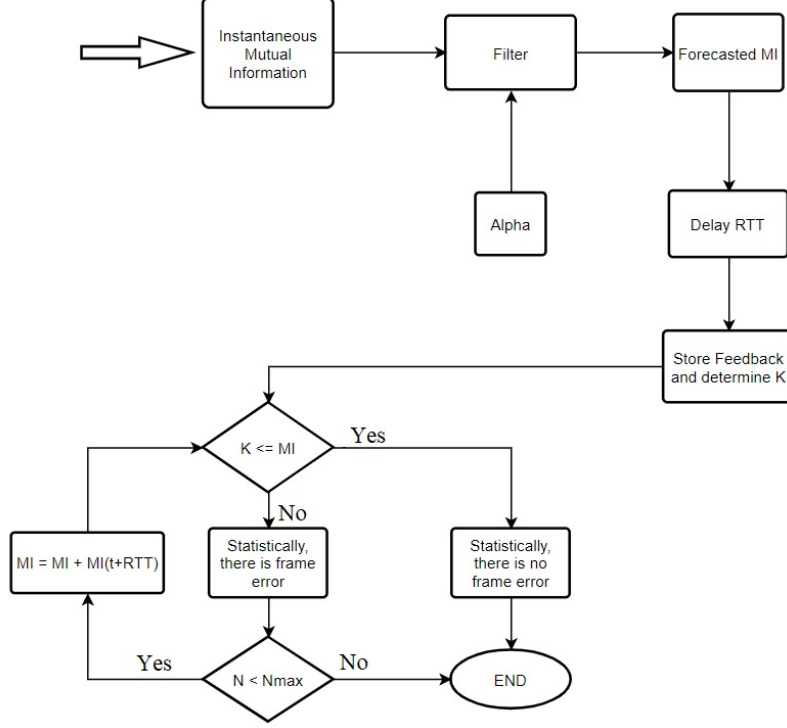 Instantaneous
Mutual
Information
Filter
Forecasted MI
Alpha
Delay RTT
Store Feedback
and determine K
K <= MI
Yes
No
MI = MI + MI(t+RTT)
Statistically,
there is frame
error
Statistically,
there is no
frame error
Yes
N < Nmax
No
END